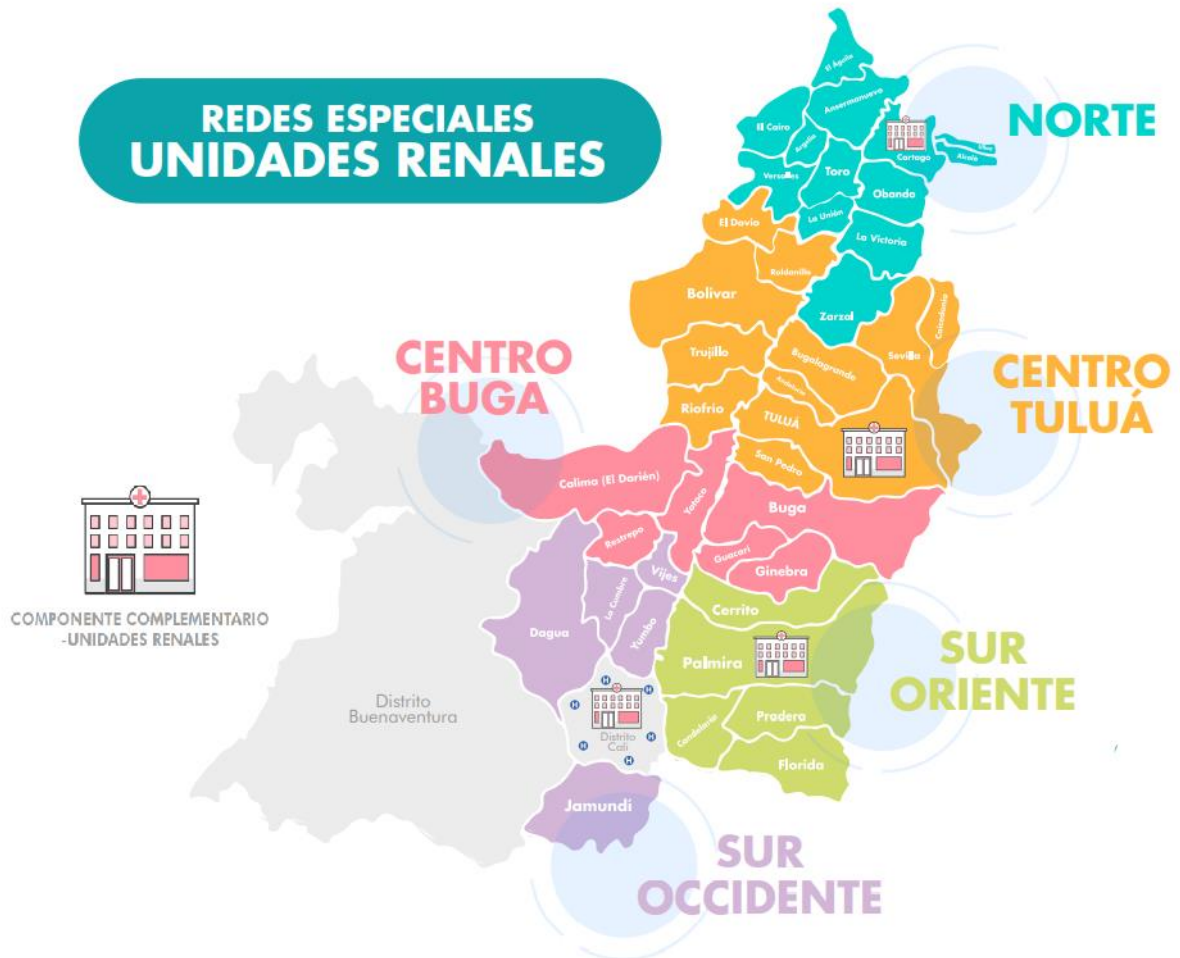 REDES ESPECIALES
UNIDADES RENALES
NORTE
El Águila
Ansermanuevo
El Cairo
Argelia
Cartago
Ulloa
Alcala
Versalles
Toro
Obando
La Unión
La Victoria
El Dovio
Roldanillo
Bolívar
Zarzal
CENTRO
BUGA
Trujillo
Bugalagrande
Sevilla
Caicedonia
CENTRO
TULUÁ
Andalucía
Riofrio
TULUÁ
San Pedro
Calima (El Darién)
Yotoco
Buga
Restrepo
Guacarí
Ginebra
Vijes
La Cumbre
Cerrito
Dagua
Yumbo
Palmira
SUR
ORIENTE
COMPONENTE COMPLEMENTARIO
-UNIDADES RENALES
Distrito
Buenaventura
H
H
H
Distrito
Cali
H
H
H
Candelaria
Pradera
Florida
Jamundí
SUR
OCCIDENTE